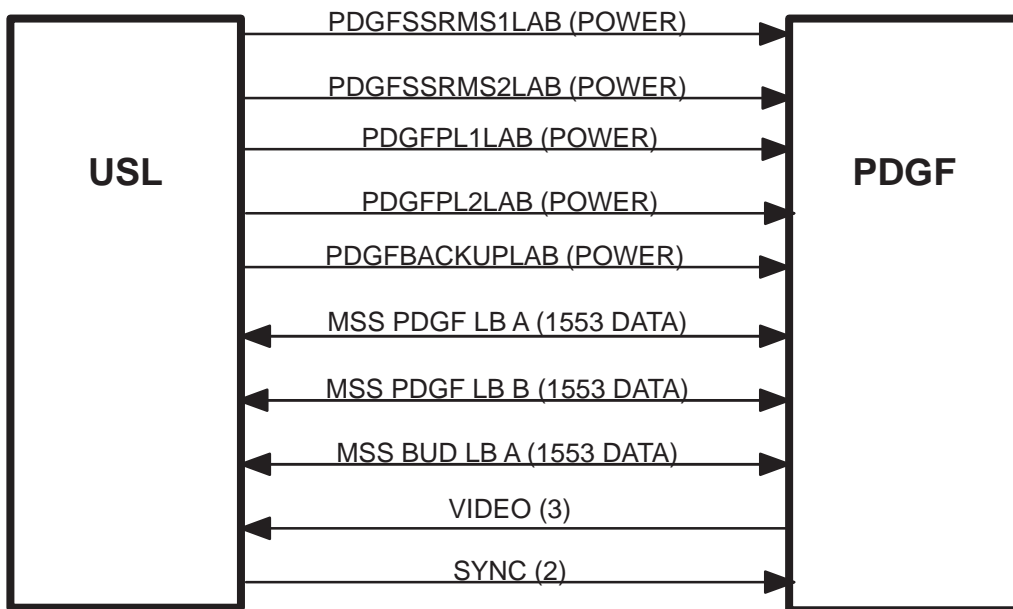 PDGFSSRMS1LAB (POWER)
PDGFSSRMS2LAB (POWER)
PDGFPL1LAB (POWER)
USL
PDGF
PDGFPL2LAB (POWER)
PDGFBACKUPLAB (POWER)
MSS PDGF LB A (1553 DATA)
MSS PDGF LB B (1553 DATA)
MSS BUD LB A (1553 DATA)
VIDEO (3)
SYNC (2)